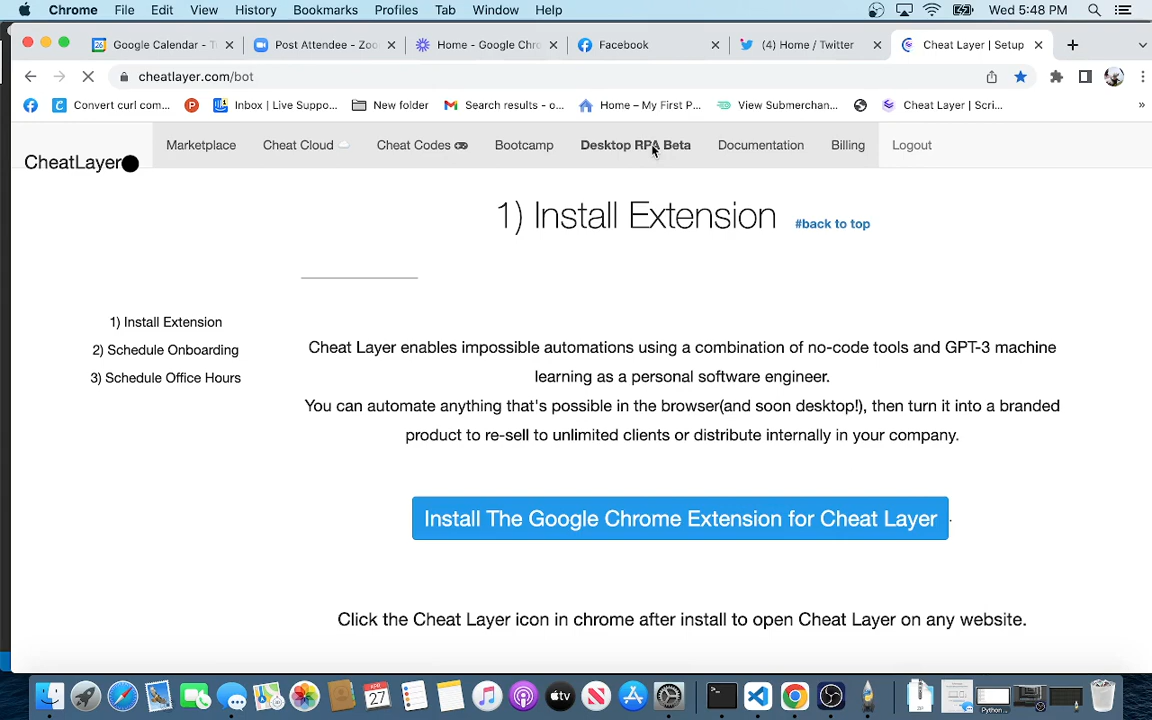 Chrome File Edit View History Bookmarks Profiles Tab Window Help Wed 5:48 PM
Google Calendar - T Post Attendee - Zoo Home - Google Chro Facebook (4) Home / Twitter Cheat Layer | Setup
cheatlayer.com/bot
Convert curl com... Inbox | Live Suppo... New folder Search results - o... Home – My First P... View Submerchan... Cheat Layer | Scri... »
CheatLayer Marketplace Cheat Cloud Cheat Codes Bootcamp Desktop RPA Beta Documentation Billing Logout
1) Install Extension #back to top
1) Install Extension
2) Schedule Onboarding
3) Schedule Office Hours
Cheat Layer enables impossible automations using a combination of no-code tools and GPT-3 machine
learning as a personal software engineer.
You can automate anything that's possible in the browser(and soon desktop!), then turn it into a branded
product to re-sell to unlimited clients or distribute internally in your company.
Install The Google Chrome Extension for Cheat Layer .
Click the Cheat Layer icon in chrome after install to open Cheat Layer on any website.